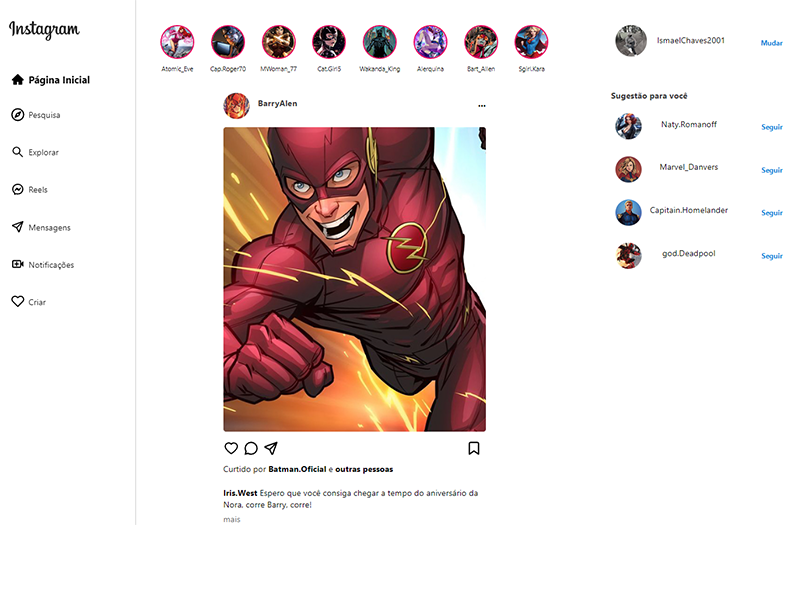 Instagram
Página Inicial
Pesquisa
Explorar
Reels
Mensagens
Notificações
Criar
Atomic_Eve
Cap.Roger70
MWoman_77
Cat.Girl5
Wakanda_King
Alerquina
Bart_Allen
Sgirl.Kara
BarryAlen
...
Curtido por Batman.Oficial e outras pessoas
Iris.West Espero que você consiga chegar a tempo do aniversário da
Nora, corre Barry, corre!
mais
IsmaelChaves2001
Mudar
Sugestão para você
Naty.Romanoff
Seguir
Marvel_Danvers
Seguir
Capitain.Homelander
Seguir
god.Deadpool
Seguir